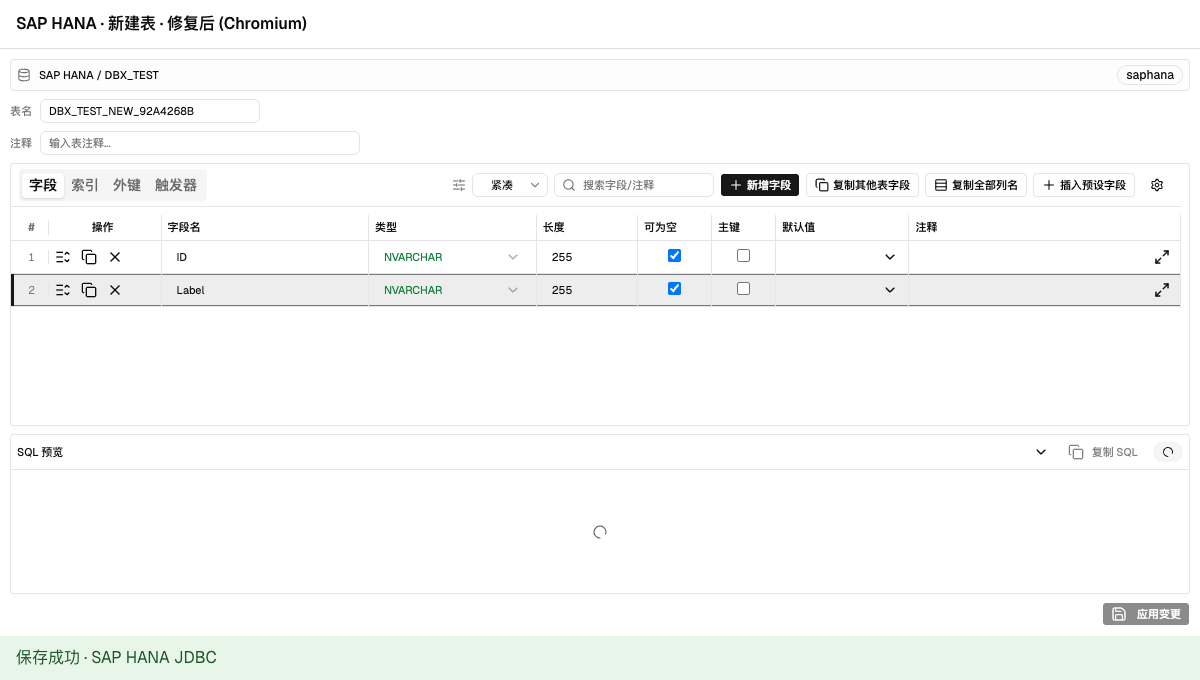 SAP HANA · 新建表 · 修复后 (Chromium)
SAP HANA / DBX_TEST saphana
表名 DBX_TEST_NEW_92A4268B
注释 输入表注释...
字段 索引 外键 触发器 紧凑 搜索字段/注释 新增字段 复制其他表字段 复制全部列名 插入预设字段
# 操作 字段名 类型 长度 可为空 主键 默认值 注释
1 ID NVARCHAR 255
2 Label NVARCHAR 255
SQL 预览 复制 SQL
应用变更
保存成功 · SAP HANA JDBC